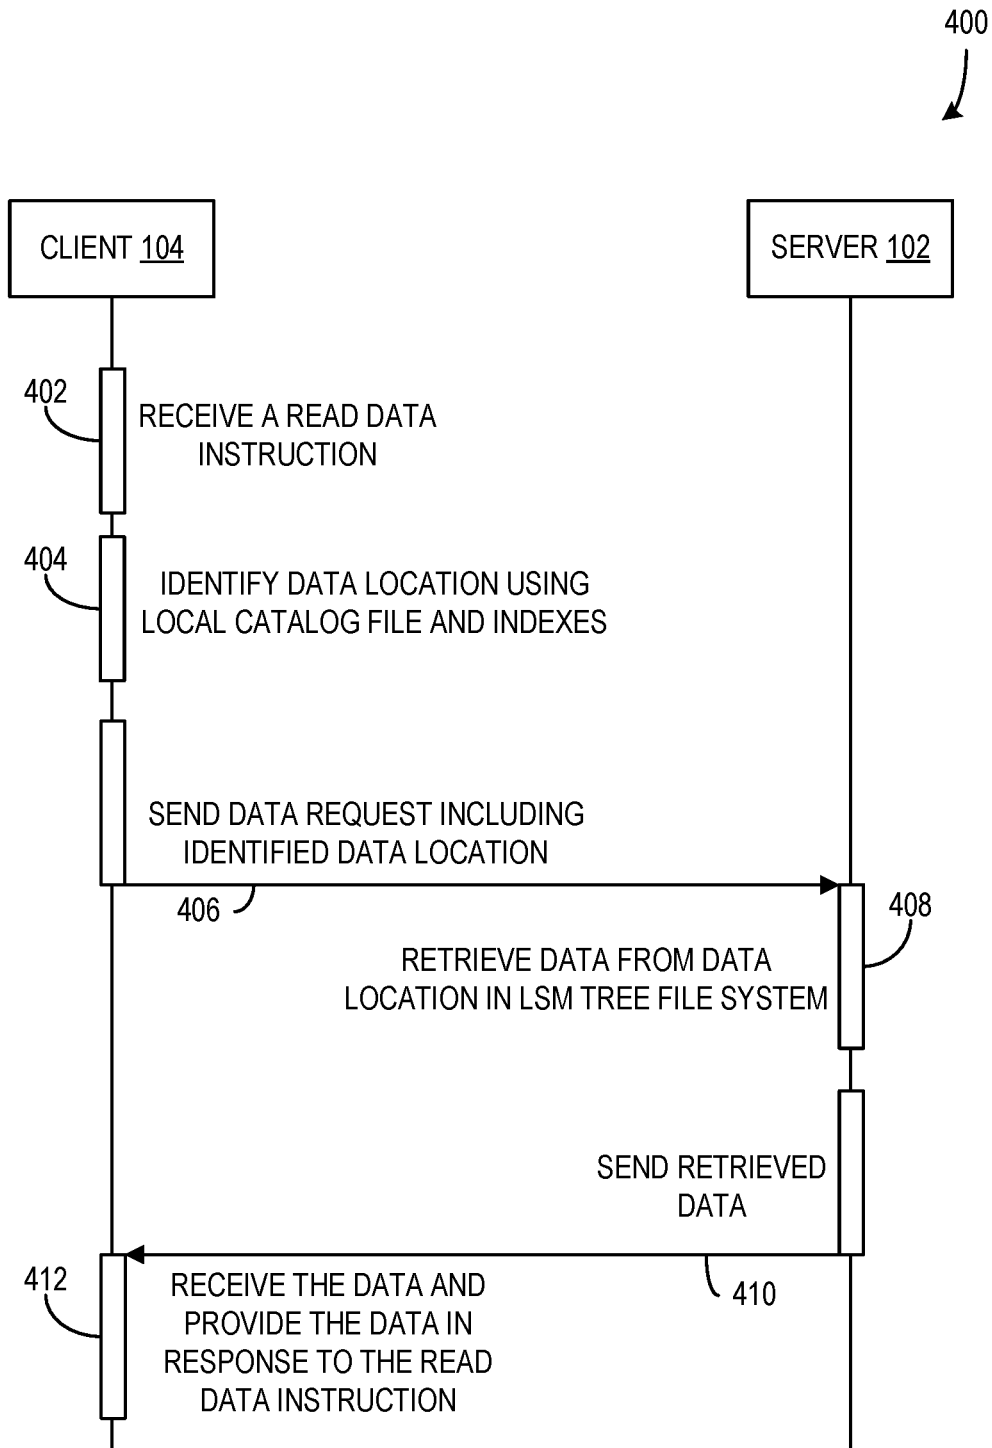 400
CLIENT 104
SERVER 102
402
RECEIVE A READ DATA
INSTRUCTION
404
IDENTIFY DATA LOCATION USING
LOCAL CATALOG FILE AND INDEXES
SEND DATA REQUEST INCLUDING
IDENTIFIED DATA LOCATION
406
408
RETRIEVE DATA FROM DATA
LOCATION IN LSM TREE FILE SYSTEM
SEND RETRIEVED
DATA
410
412
RECEIVE THE DATA AND
PROVIDE THE DATA IN
RESPONSE TO THE READ
DATA INSTRUCTION